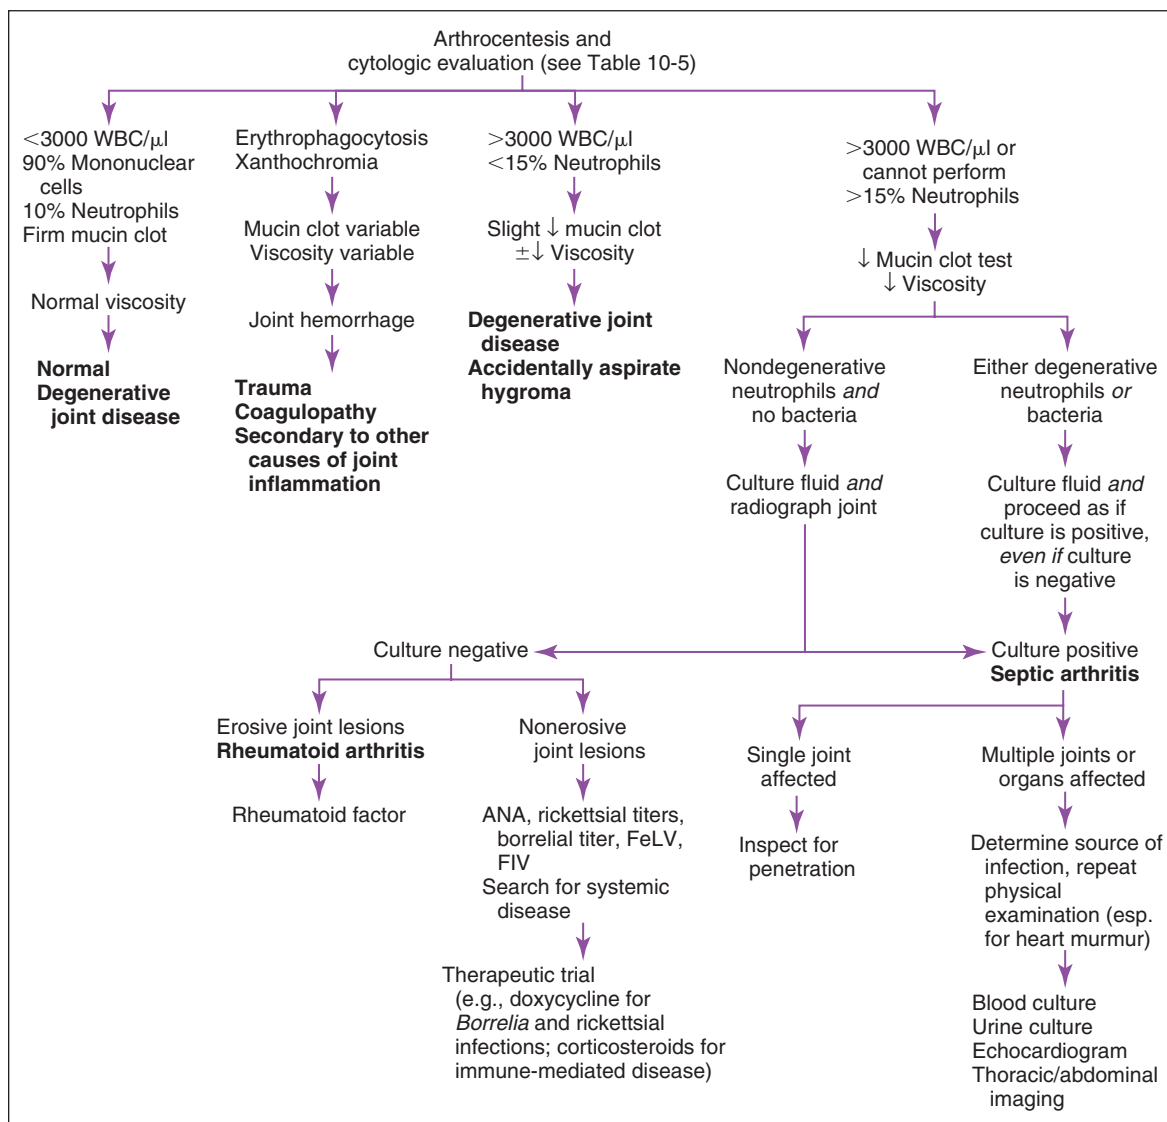 Arthrocentesis and
cytologic evaluation (see Table 10-5)
<3000 WBC/μl
90% Mononuclear
cells
10% Neutrophils
Firm mucin clot
Normal viscosity
Normal
Degenerative
joint disease
Erythrophagocytosis
Xanthochromia
Mucin clot variable
Viscosity variable
Joint hemorrhage
Trauma
Coagulopathy
Secondary to other
causes of joint
inflammation
>3000 WBC/μl
<15% Neutrophils
Slight ↓ mucin clot
±↓ Viscosity
Degenerative joint
disease
Accidentally aspirate
hygroma
>3000 WBC/μl or
cannot perform
>15% Neutrophils
↓ Mucin clot test
↓ Viscosity
Nondegenerative
neutrophils and
no bacteria
Culture fluid and
radiograph joint
Either degenerative
neutrophils or
bacteria
Culture fluid and
proceed as if
culture is positive,
even if culture
is negative
Culture negative
Culture positive
Septic arthritis
Erosive joint lesions
Rheumatoid arthritis
Rheumatoid factor
Nonerosive
joint lesions
ANA, rickettsial titers,
borrelial titer, FeLV,
FIV
Search for systemic
disease
Therapeutic trial
(e.g., doxycycline for
Borrelia and rickettsial
infections; corticosteroids for
immune-mediated disease)
Single joint
affected
Inspect for
penetration
Multiple joints or
organs affected
Determine source of
infection, repeat
physical
examination (esp.
for heart murmur)
Blood culture
Urine culture
Echocardiogram
Thoracic/abdominal
imaging